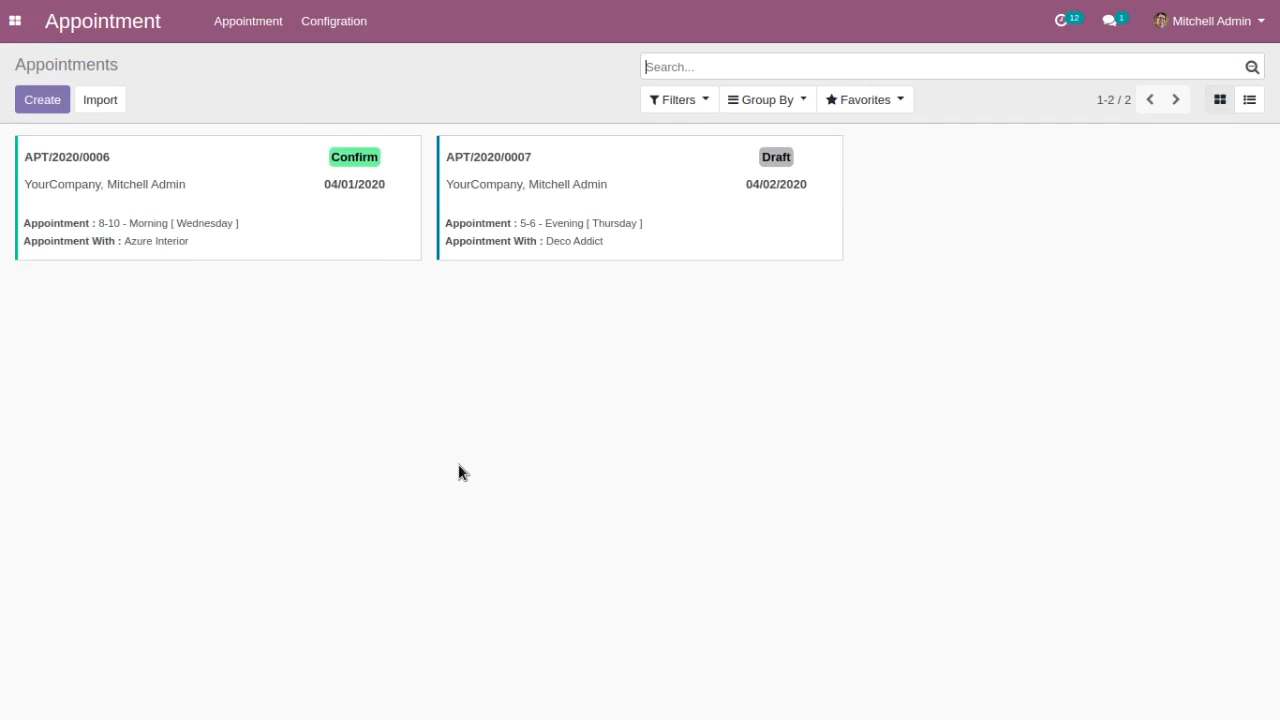 Appointment Appointment Configration 12 1 Mitchell Admin
Appointments
Search...
Create Import Filters Group By Favorites 1-2 / 2
APT/2020/0006 Confirm
YourCompany, Mitchell Admin 04/01/2020
Appointment : 8-10 - Morning [ Wednesday ]
Appointment With : Azure Interior
APT/2020/0007 Draft
YourCompany, Mitchell Admin 04/02/2020
Appointment : 5-6 - Evening [ Thursday ]
Appointment With : Deco Addict